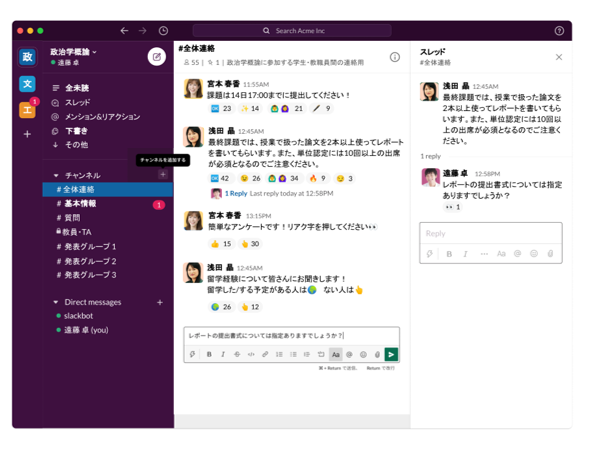 Search Acme Inc
政
文
エ
1
政治学概論
遠藤 卓
全未読
スレッド
メンション&リアクション
下書き
その他
チャンネルを追加する
チャンネル
# 全体連絡
# 基本情報
1
# 質問
教員・TA
# 発表グループ 1
# 発表グループ 2
# 発表グループ 3
Direct messages
slackbot
遠藤 卓 (you)
#全体連絡
55 | 1 | 政治学概論に参加する学生・教職員間の連絡用
宮本 春香 11:55AM
課題は14日17:00までに提出してください！
OK 23 14 21 9
浅田 晶 12:45AM
最終課題では、授業で扱った論文を2本以上使ってレポート
を書いてもらいます。また、単位認定には10回以上の出席
が必須となるのでご注意ください。
OK 42 26 34 9 3
1 Reply Last reply today at 12:58PM
宮本 春香 13:15PM
簡単なアンケートです！リアク字を押してください👀
15 30
浅田 晶 12:45AM
留学経験について皆さんにお聞きします！
留学した/する予定がある人は🌏 ない人は👆
26 12
レポートの提出書式については指定ありますでしょうか？
B I Aa @
⌘ + Return で送信、 Return で改行
スレッド
#全体連絡
浅田 晶 12:45AM
最終課題では、授業で扱った論文を
2本以上使ってレポートを書いてもら
います。また、単位認定には10回以上
の出席が必須となるのでご注意くだ
さい。
1 reply
遠藤 卓 12:58PM
レポートの提出書式については指定
ありますでしょうか？
1
Reply
B I Aa @